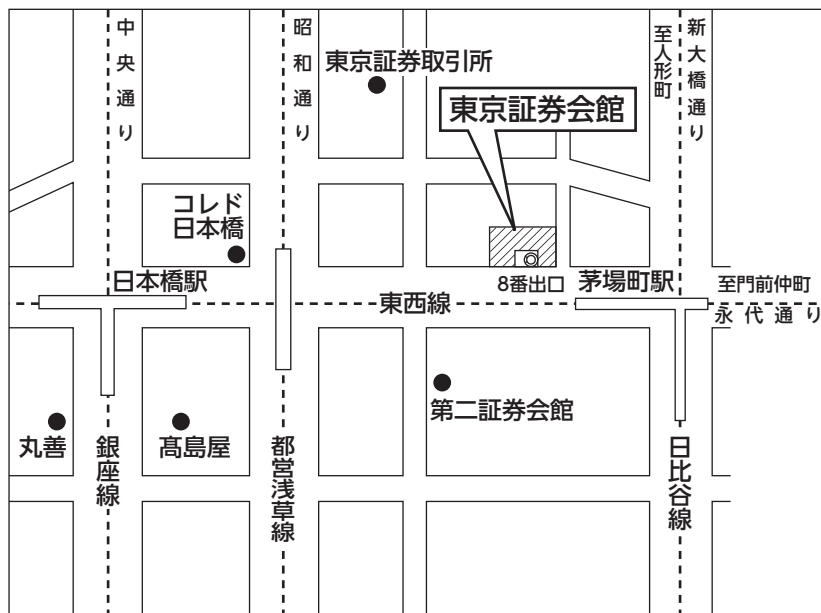 中央通り
昭和通り
至人形町
新大橋通り
東京証券取引所
東京証券会館
コレド
日本橋
日本橋駅
8番出口
茅場町駅
至門前仲町
東西線
永代通り
丸善
銀座線
髙島屋
都営浅草線
第二証券会館
日比谷線